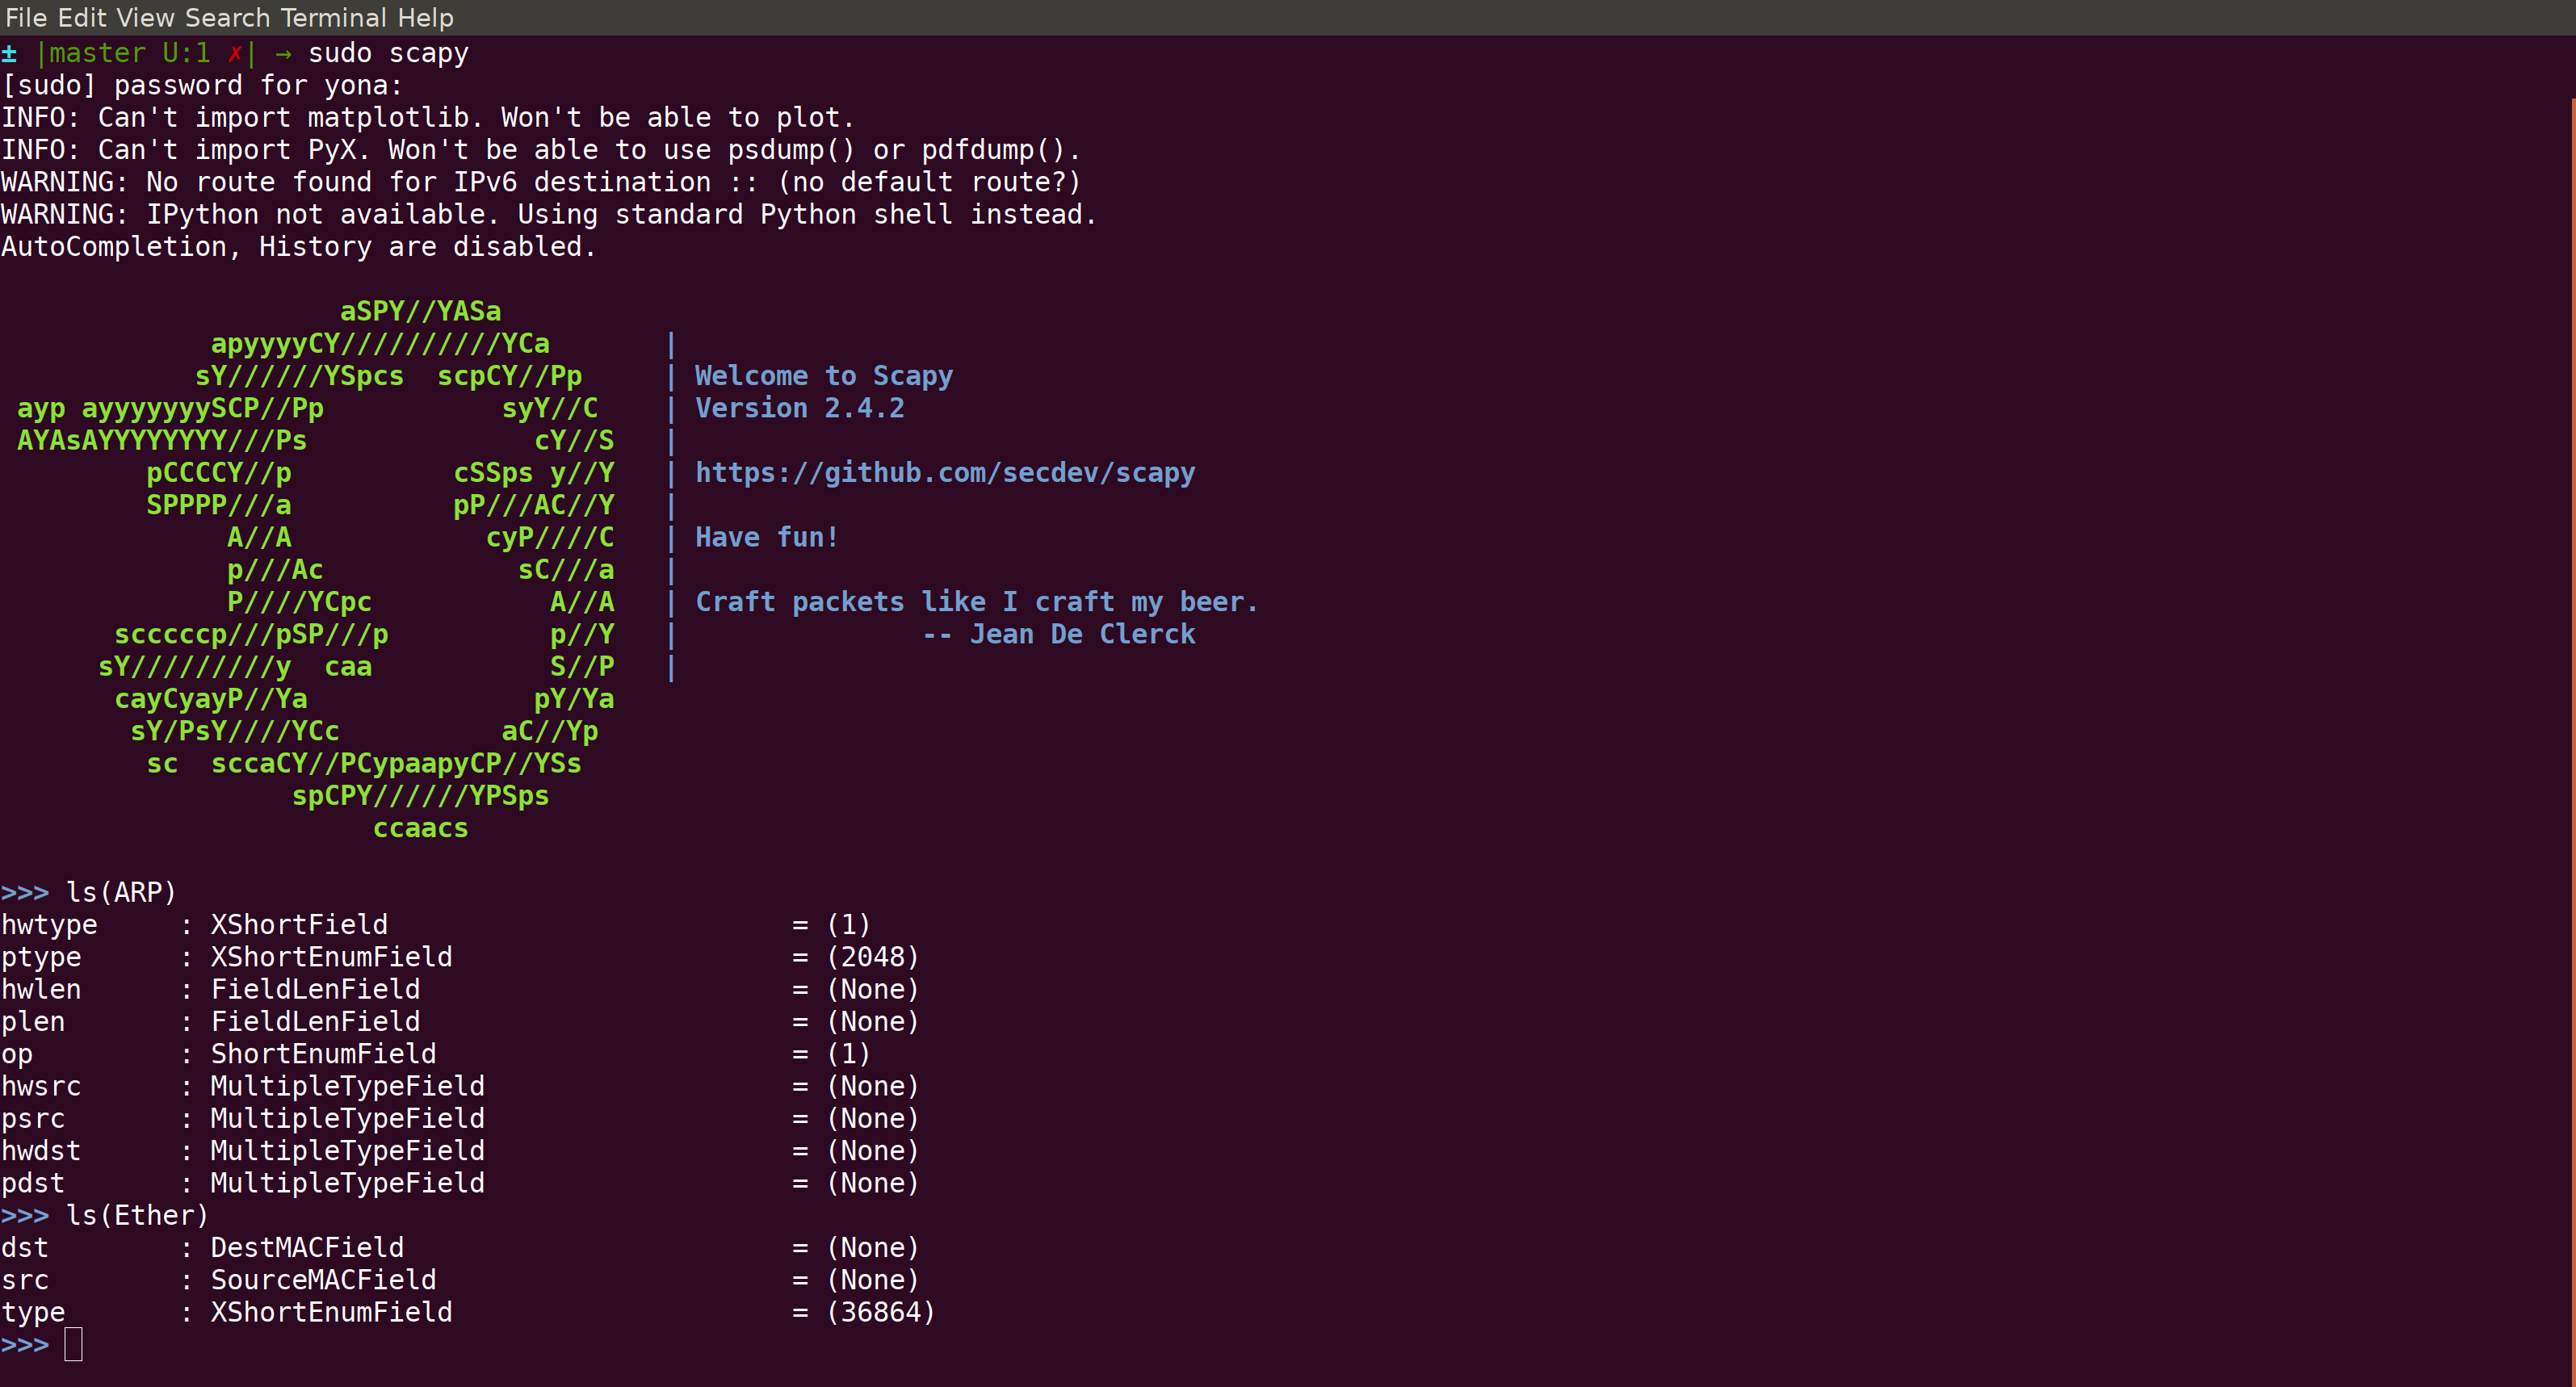 File Edit View Search Terminal Help
± |master U:1 ✗| → sudo scapy
[sudo] password for yona:
INFO: Can't import matplotlib. Won't be able to plot.
INFO: Can't import PyX. Won't be able to use psdump() or pdfdump().
WARNING: No route found for IPv6 destination :: (no default route?)
WARNING: IPython not available. Using standard Python shell instead.
AutoCompletion, History are disabled.
                     aSPY//YASa
             apyyyyCY//////////YCa       |
            sY//////YSpcs  scpCY//Pp     | Welcome to Scapy
 ayp ayyyyyyySCP//Pp           syY//C    | Version 2.4.2
 AYAsAYYYYYYYY///Ps              cY//S   |
         pCCCCY//p          cSSps y//Y   | https://github.com/secdev/scapy
         SPPPP///a          pP///AC//Y   |
              A//A            cyP////C   | Have fun!
              p///Ac            sC///a   |
              P////YCpc           A//A   | Craft packets like I craft my beer.
       scccccp///pSP///p          p//Y   |               -- Jean De Clerck
      sY/////////y  caa           S//P   |
       cayCyayP//Ya              pY/Ya
        sY/PsY////YCc          aC//Yp
         sc  sccaCY//PCypaapyCP//YSs
                  spCPY//////YPSps
                       ccaacs
>>> ls(ARP)
hwtype     : XShortField                         = (1)
ptype      : XShortEnumField                     = (2048)
hwlen      : FieldLenField                       = (None)
plen       : FieldLenField                       = (None)
op         : ShortEnumField                      = (1)
hwsrc      : MultipleTypeField                   = (None)
psrc       : MultipleTypeField                   = (None)
hwdst      : MultipleTypeField                   = (None)
pdst       : MultipleTypeField                   = (None)
>>> ls(Ether)
dst        : DestMACField                        = (None)
src        : SourceMACField                      = (None)
type       : XShortEnumField                     = (36864)
>>>